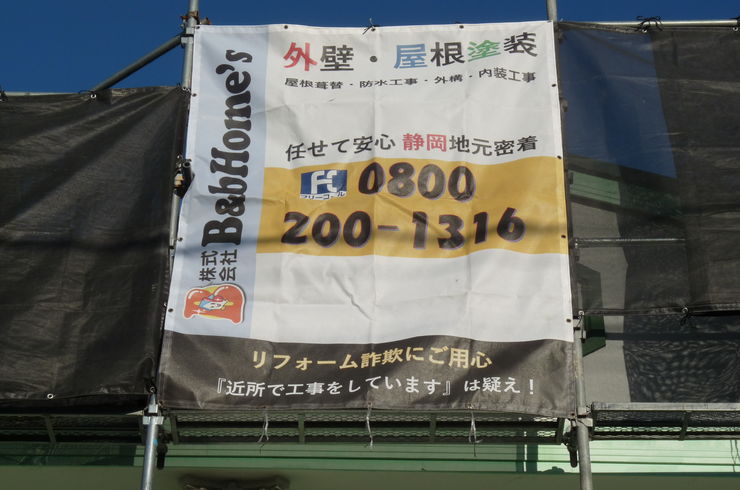 外壁・屋根塗装
屋根葺替・防水工事・外構・内装工事
任せて安心 静岡地元密着
フリーコール 0800
200-1316
株式会社 B&bHome's
リフォーム詐欺にご用心
『近所で工事をしています』は疑え!